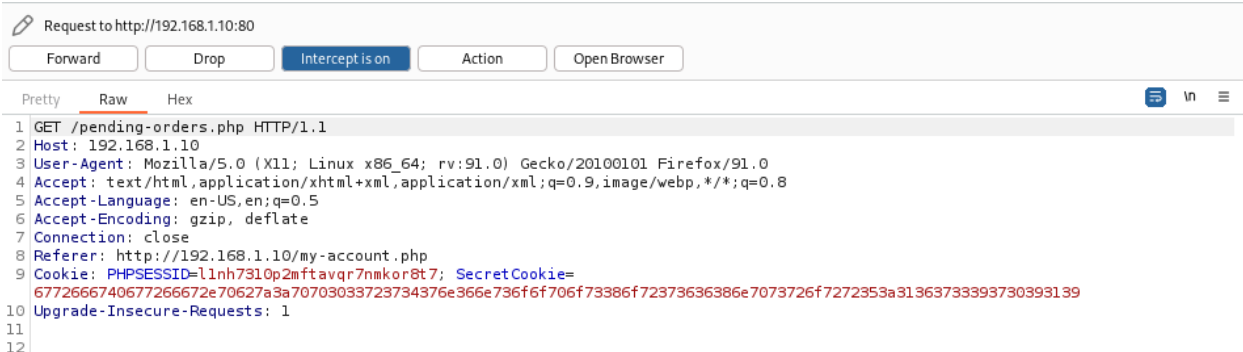 Request to http://192.168.1.10:80
Forward Drop Intercept is on Action Open Browser
Pretty Raw Hex \n
1 GET /pending-orders.php HTTP/1.1
2 Host: 192.168.1.10
3 User-Agent: Mozilla/5.0 (X11; Linux x86_64; rv:91.0) Gecko/20100101 Firefox/91.0
4 Accept: text/html,application/xhtml+xml,application/xml;q=0.9,image/webp,*/*;q=0.8
5 Accept-Language: en-US,en;q=0.5
6 Accept-Encoding: gzip, deflate
7 Connection: close
8 Referer: http://192.168.1.10/my-account.php
9 Cookie: PHPSESSID=l1nh7310p2mftavqr7nmkor8t7; SecretCookie=
6772666740677266672e70627a3a70703033723734376e366e736f6f706f73386f72373636386e7073726f7272353a31363733393730393139
10 Upgrade-Insecure-Requests: 1
11
12